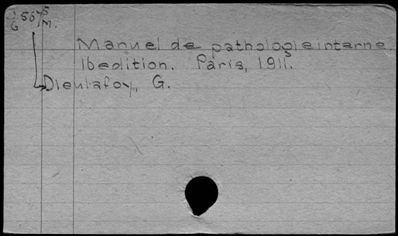 M.
Manuel de pathologie interne.
16 edition. Paris, 1911.
Dieulafoy, G.